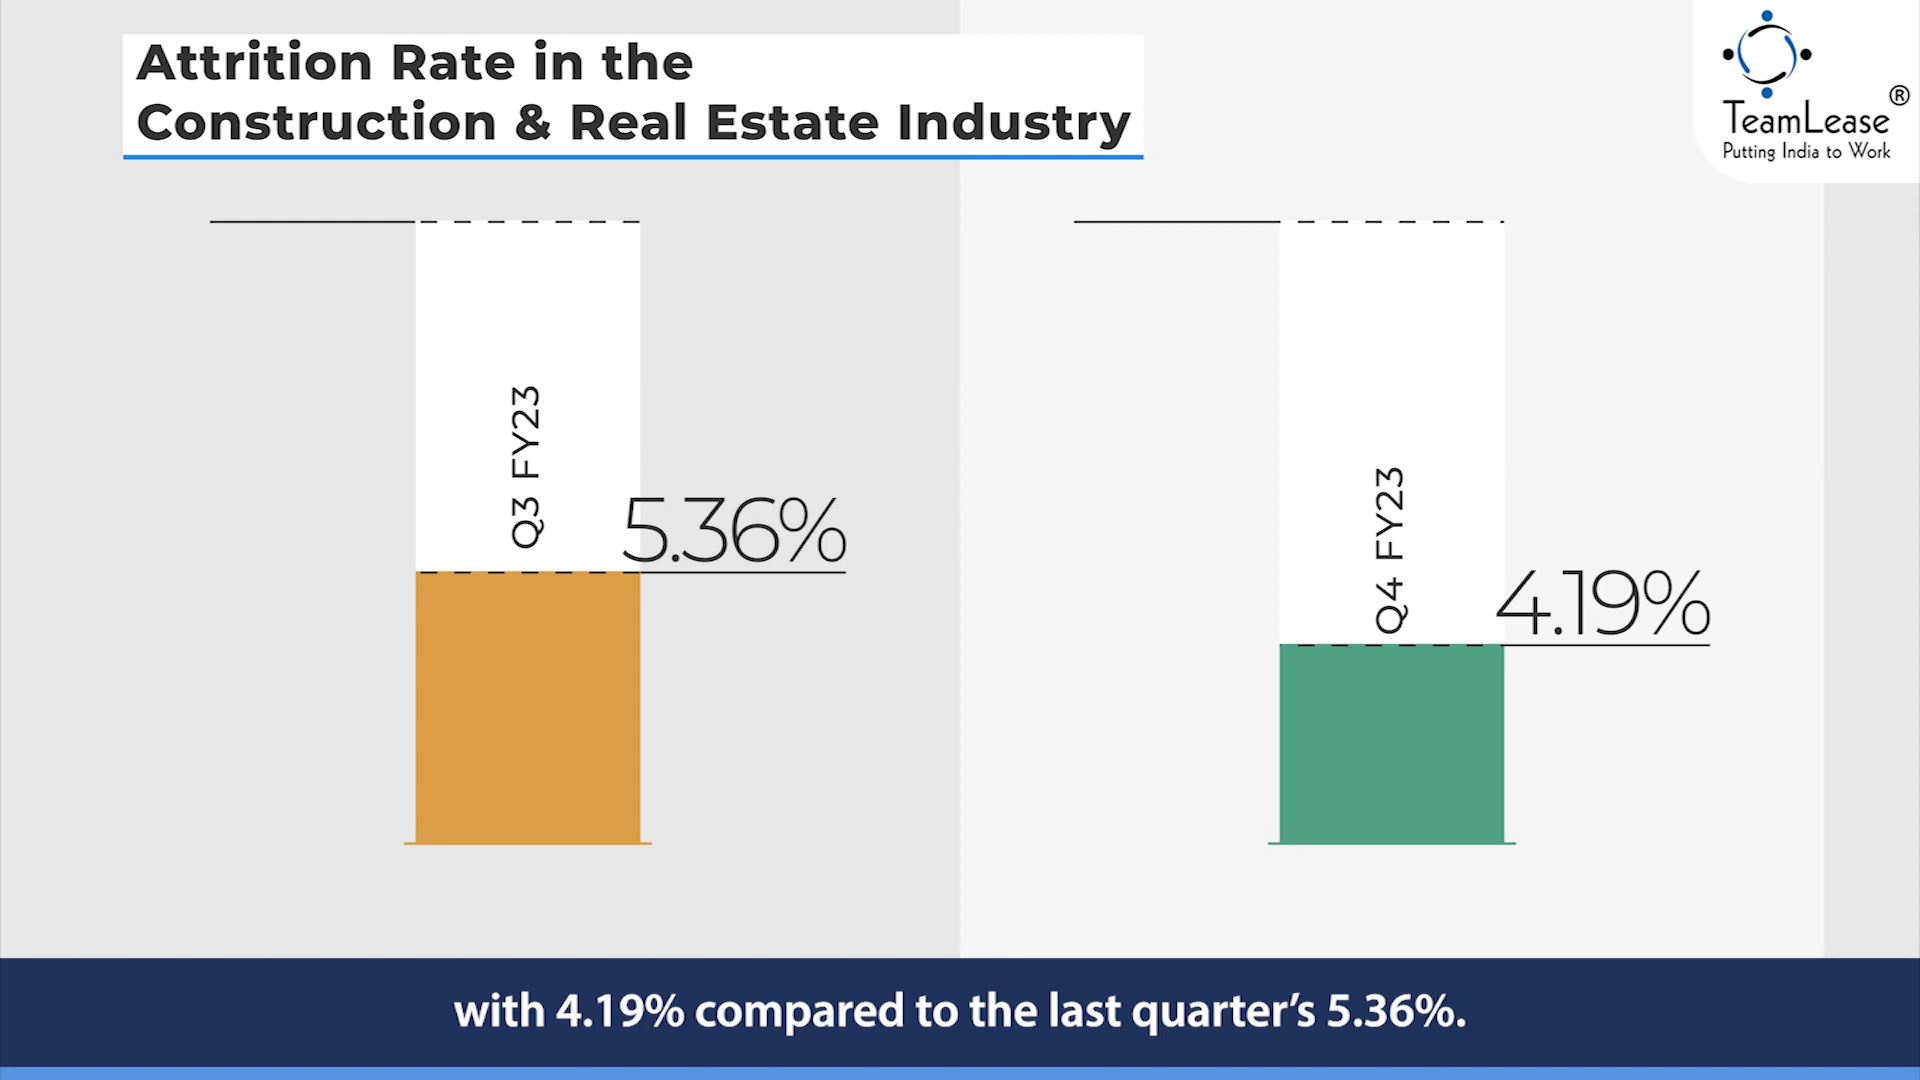 Attrition Rate in the
Construction & Real Estate Industry
TeamLease®
Putting India to Work
Q3 FY23
5.36%
Q4 FY23
4.19%
with 4.19% compared to the last quarter’s 5.36%.